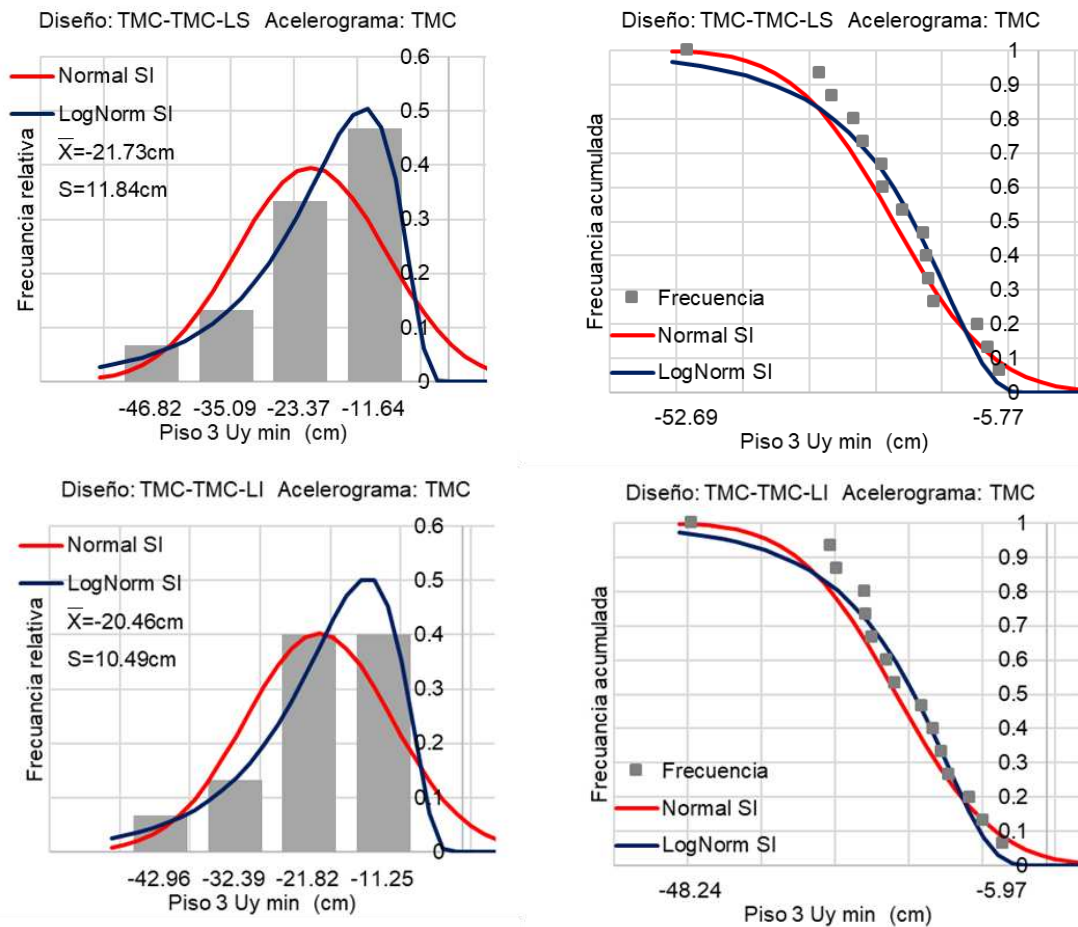 Diseño: TMC-TMC-LS Acelerograma: TMC
0.6
0.5
0.4
0.3
0.2
0.1
0
Frecuancia relativa
Normal SI
LogNorm SI
X̅=-21.73cm
S=11.84cm
-46.82 -35.09 -23.37 -11.64
Piso 3 Uy min (cm)
Diseño: TMC-TMC-LS Acelerograma: TMC
1
0.9
0.8
0.7
0.6
0.5
0.4
0.3
0.2
0.1
0
Frecuancia acumulada
Frecuencia
Normal SI
LogNorm SI
-52.69 -5.77
Piso 3 Uy min (cm)
Diseño: TMC-TMC-LI Acelerograma: TMC
0.6
0.5
0.4
0.3
0.2
0.1
0
Frecuancia relativa
Normal SI
LogNorm SI
X̅=-20.46cm
S=10.49cm
-42.96 -32.39 -21.82 -11.25
Piso 3 Uy min (cm)
Diseño: TMC-TMC-LI Acelerograma: TMC
1
0.9
0.8
0.7
0.6
0.5
0.4
0.3
0.2
0.1
0
Frecuancia acumulada
Frecuencia
Normal SI
LogNorm SI
-48.24 -5.97
Piso 3 Uy min (cm)